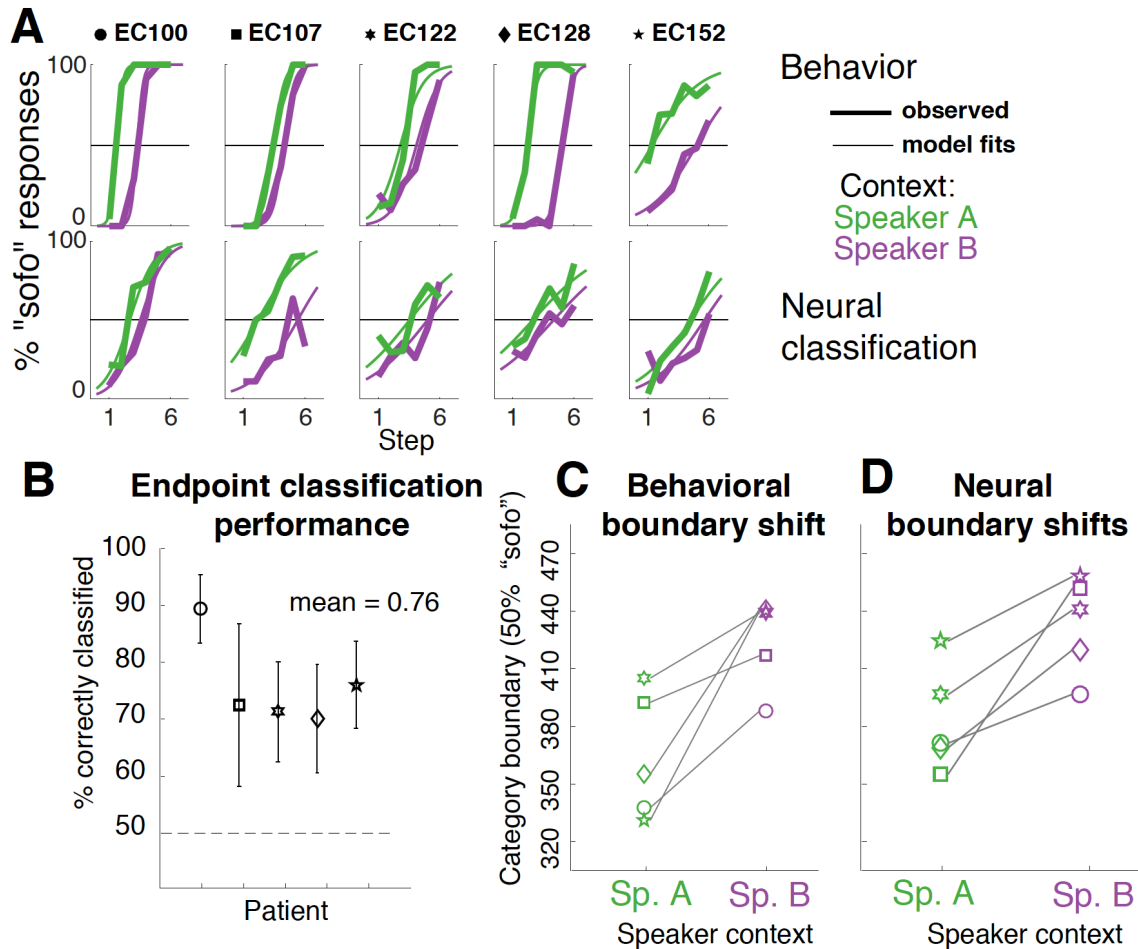 A
EC100 EC107 EC122 EC128 EC152
% "sofo" responses
100
0
100
0
1 6 1 6 1 6 1 6 1 6
Step
Behavior
observed
model fits
Context:
Speaker A
Speaker B
Neural
classification
B
Endpoint classification
performance
% correctly classified
100
90
80
70
60
50
mean = 0.76
Patient
C
Behavioral
boundary shift
Category boundary (50% “sofo”)
470
440
410
380
350
320
Sp. A Sp. B
Speaker context
D
Neural
boundary shifts
Sp. A Sp. B
Speaker context